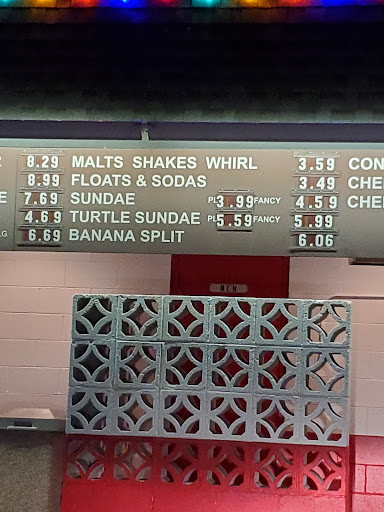 8.29 MALTS SHAKES WHIRL 3.59 CON
8.99 FLOATS & SODAS 3.49 CHE
E 7.69 SUNDAE PL 3.99 FANCY 4.59 CHE
4.69 TURTLE SUNDAE PL 5.59 FANCY 5.99
LG 6.69 BANANA SPLIT 6.06
MEN